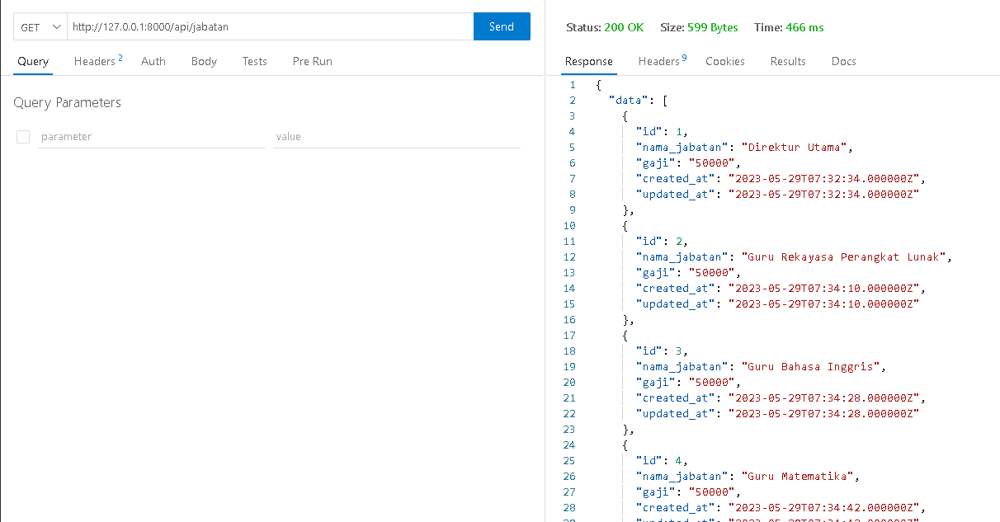 GET http://127.0.0.1:8000/api/jabatan Send
Query Headers 2 Auth Body Tests Pre Run
Query Parameters
parameter value
Status: 200 OK Size: 599 Bytes Time: 466 ms
Response Headers 9 Cookies Results Docs
1 {
2 "data": [
3 {
4 "id": 1,
5 "nama_jabatan": "Direktur Utama",
6 "gaji": "50000",
7 "created_at": "2023-05-29T07:32:34.000000Z",
8 "updated_at": "2023-05-29T07:32:34.000000Z"
9 },
10 {
11 "id": 2,
12 "nama_jabatan": "Guru Rekayasa Perangkat Lunak",
13 "gaji": "50000",
14 "created_at": "2023-05-29T07:34:10.000000Z",
15 "updated_at": "2023-05-29T07:34:10.000000Z"
16 },
17 {
18 "id": 3,
19 "nama_jabatan": "Guru Bahasa Inggris",
20 "gaji": "50000",
21 "created_at": "2023-05-29T07:34:28.000000Z",
22 "updated_at": "2023-05-29T07:34:28.000000Z"
23 },
24 {
25 "id": 4,
26 "nama_jabatan": "Guru Matematika",
27 "gaji": "50000",
28 "created_at": "2023-05-29T07:34:42.000000Z",